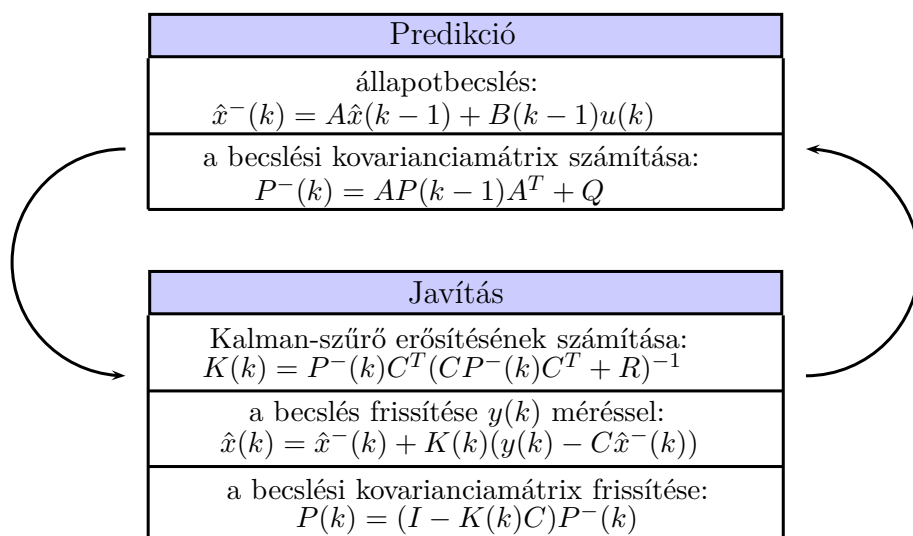 Predikció
állapotbecslés:
x̂⁻(k) = Ax̂(k − 1) + B(k−1)u(k)
a becslési kovarianciamátrix számítása:
P⁻(k) = AP(k − 1)Aᵀ + Q
Javítás
Kalman-szűrő erősítésének számítása:
K(k) = P⁻(k)Cᵀ(CP⁻(k)Cᵀ + R)⁻¹
a becslés frissítése y(k) méréssel:
x̂(k) = x̂⁻(k) + K(k)(y(k) − Cx̂⁻(k))
a becslési kovarianciamátrix frissítése:
P(k) = (I − K(k)C)P⁻(k)